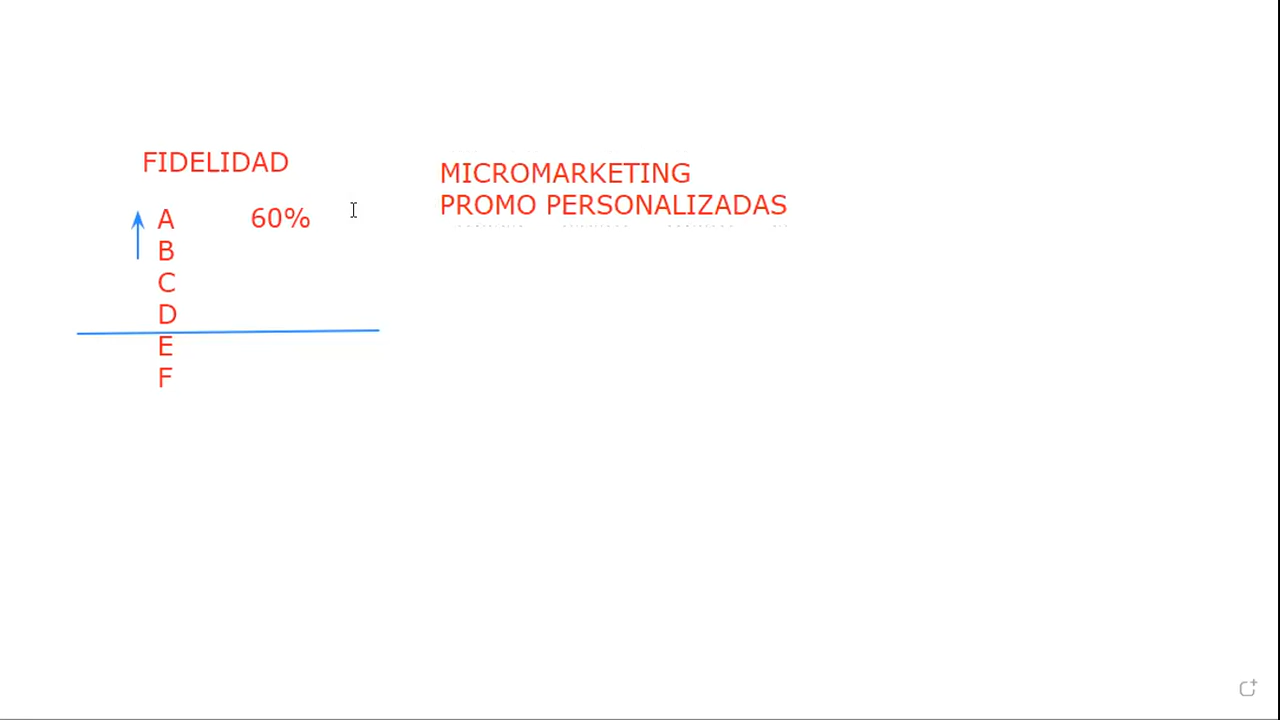 FIDELIDAD
A 60%
B
C
D
E
F
MICROMARKETING
PROMO PERSONALIZADAS